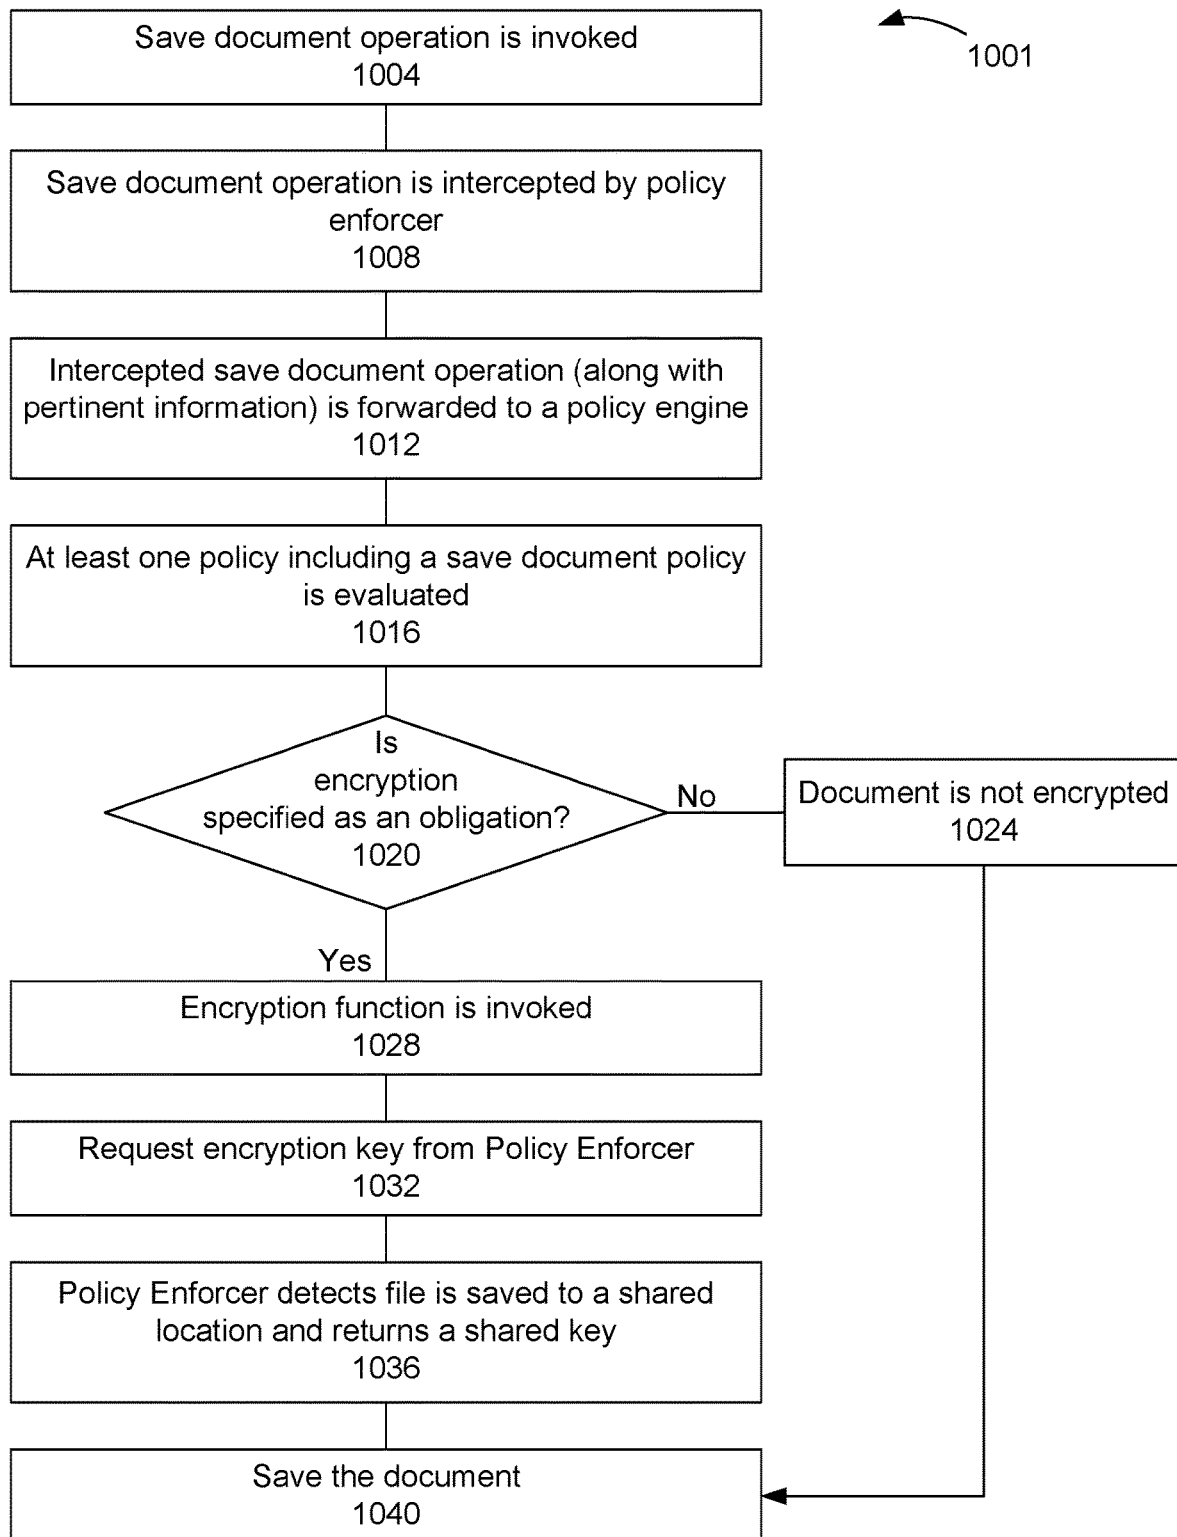 Save document operation is invoked
1004
1001
Save document operation is intercepted by policy
enforcer
1008
Intercepted save document operation (along with
pertinent information) is forwarded to a policy engine
1012
At least one policy including a save document policy
is evaluated
1016
Is
encryption
specified as an obligation?
1020
No
Document is not encrypted
1024
Yes
Encryption function is invoked
1028
Request encryption key from Policy Enforcer
1032
Policy Enforcer detects file is saved to a shared
location and returns a shared key
1036
Save the document
1040